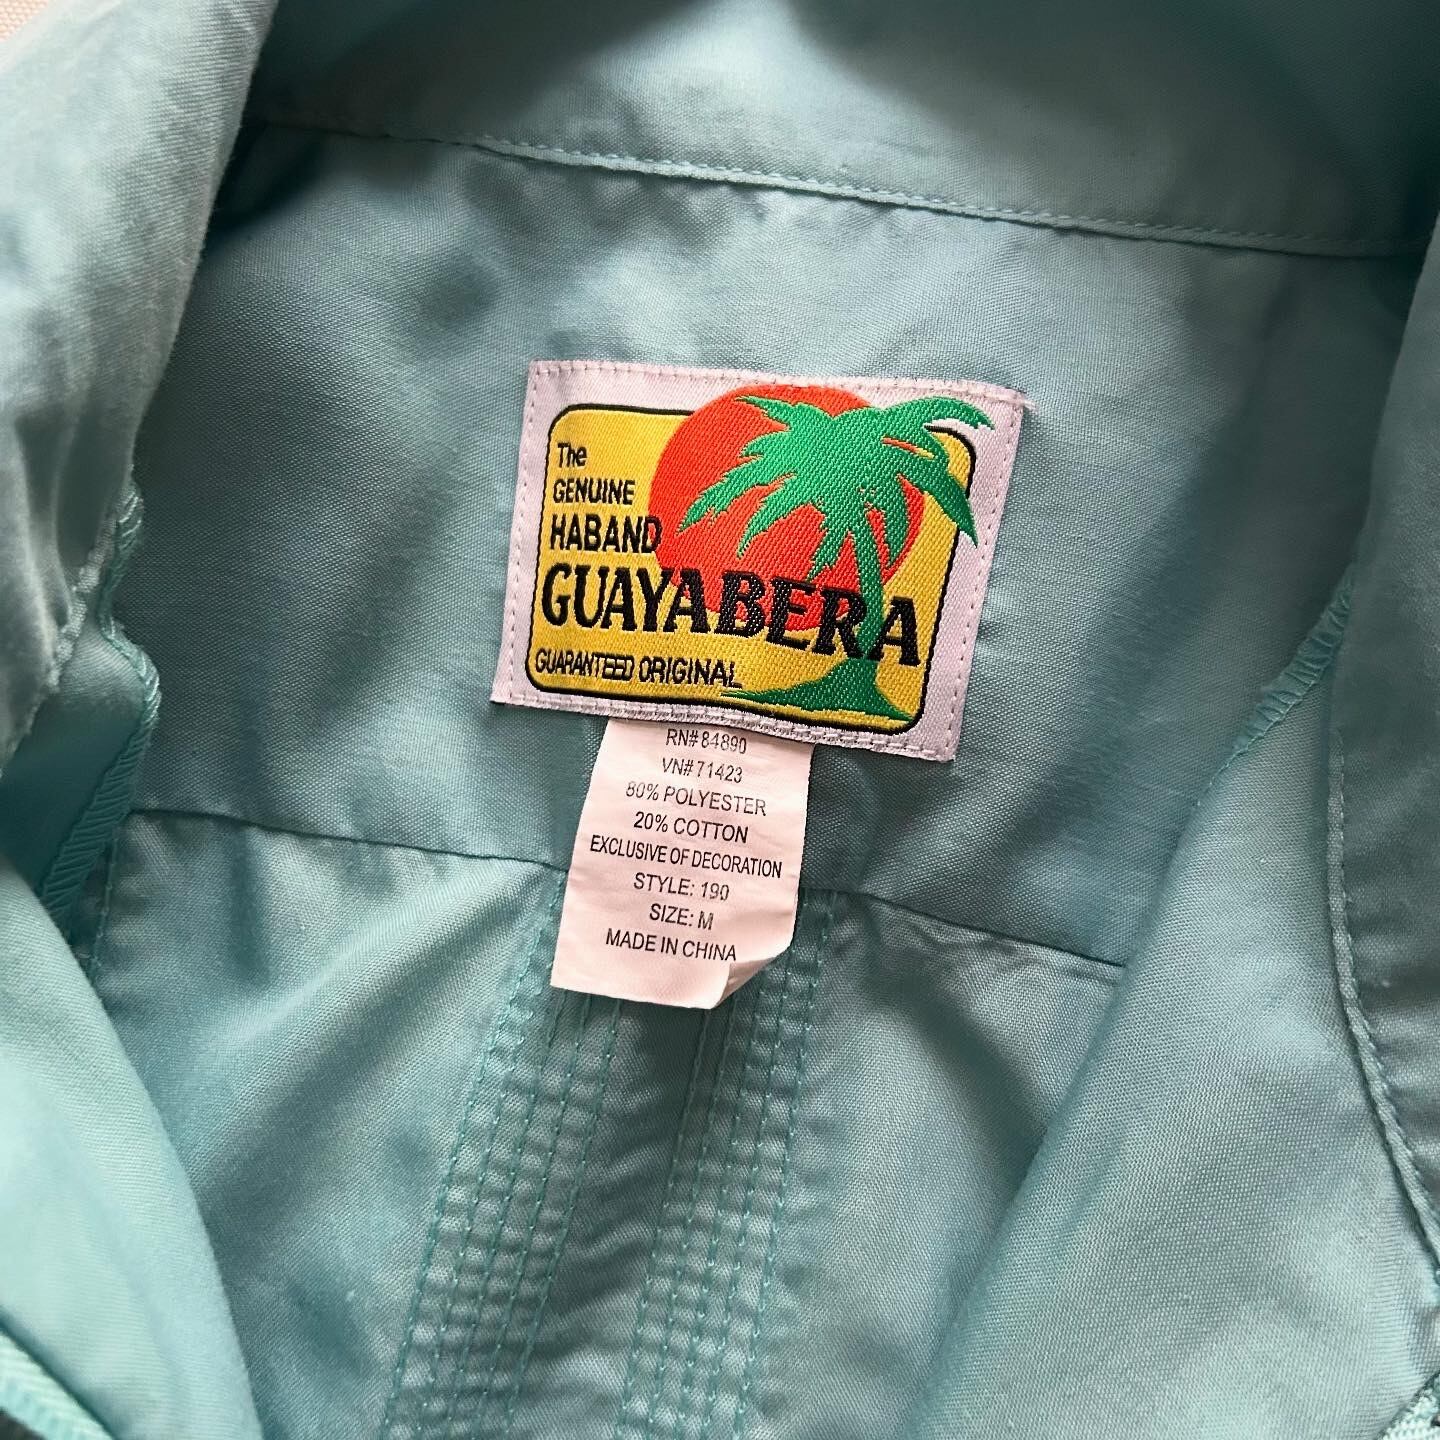 The
GENUINE
HABAND
GUAYABERA
GUARANTEED ORIGINAL
RN# 84890
VN# 71423
80% POLYESTER
20% COTTON
EXCLUSIVE OF DECORATION
STYLE: 190
SIZE: M
MADE IN CHINA